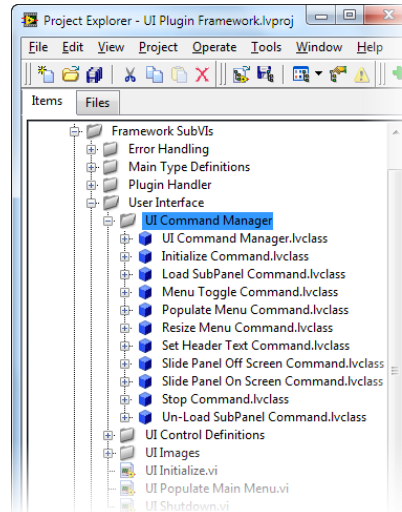 Project Explorer - UI Plugin Framework.lvproj
File Edit View Project Operate Tools Window Help
Items Files
Framework SubVIs
Error Handling
Main Type Definitions
Plugin Handler
User Interface
UI Command Manager
UI Command Manager.lvclass
Initialize Command.lvclass
Load SubPanel Command.lvclass
Menu Toggle Command.lvclass
Populate Menu Command.lvclass
Resize Menu Command.lvclass
Set Header Text Command.lvclass
Slide Panel Off Screen Command.lvclass
Slide Panel On Screen Command.lvclass
Stop Command.lvclass
Un-Load SubPanel Command.lvclass
UI Control Definitions
UI Images
UI Initialize.vi
UI Populate Main Menu.vi
UI Shutdown.vi